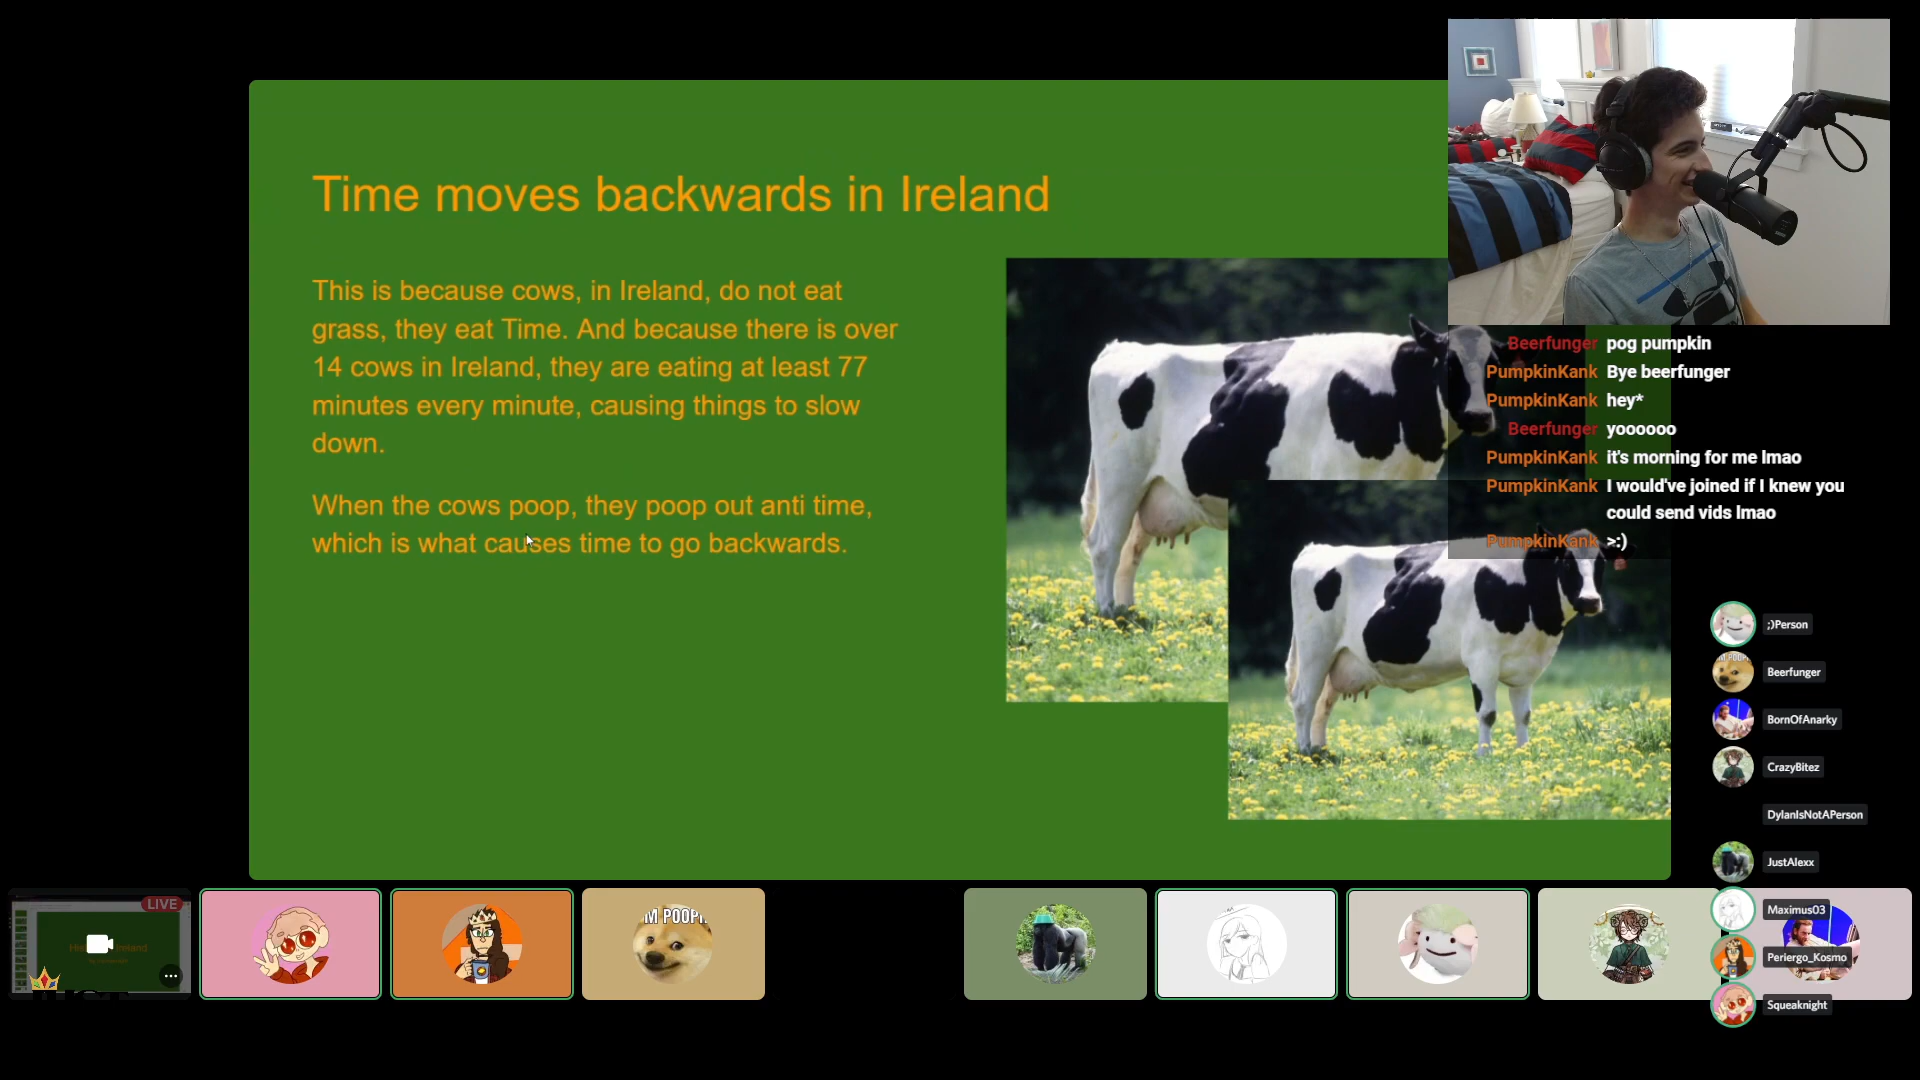 Time moves backwards in Ireland
This is because cows, in Ireland, do not eat
grass, they eat Time. And because there is over
14 cows in Ireland, they are eating at least 77
minutes every minute, causing things to slow
down.
When the cows poop, they poop out anti time,
which is what causes time to go backwards.
Beerfunger pog pumpkin
PumpkinKank Bye beerfunger
PumpkinKank hey*
Beerfunger yoooooo
PumpkinKank it's morning for me lmao
PumpkinKank I would've joined if I knew you
could send vids lmao
PumpkinKank >:)
;)Person
Beerfunger
BornOfAnarky
CrazyBitez
DylanIsNotAPerson
JustAlexx
Maximus03
Periergo_Kosmo
Squeaknight
LIVE